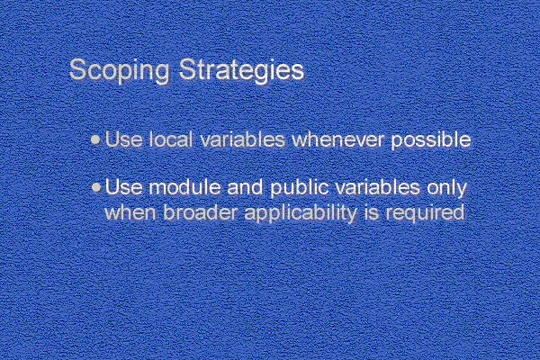 Scoping Strategies
● Use local variables whenever possible
● Use module and public variables only
when broader applicability is required